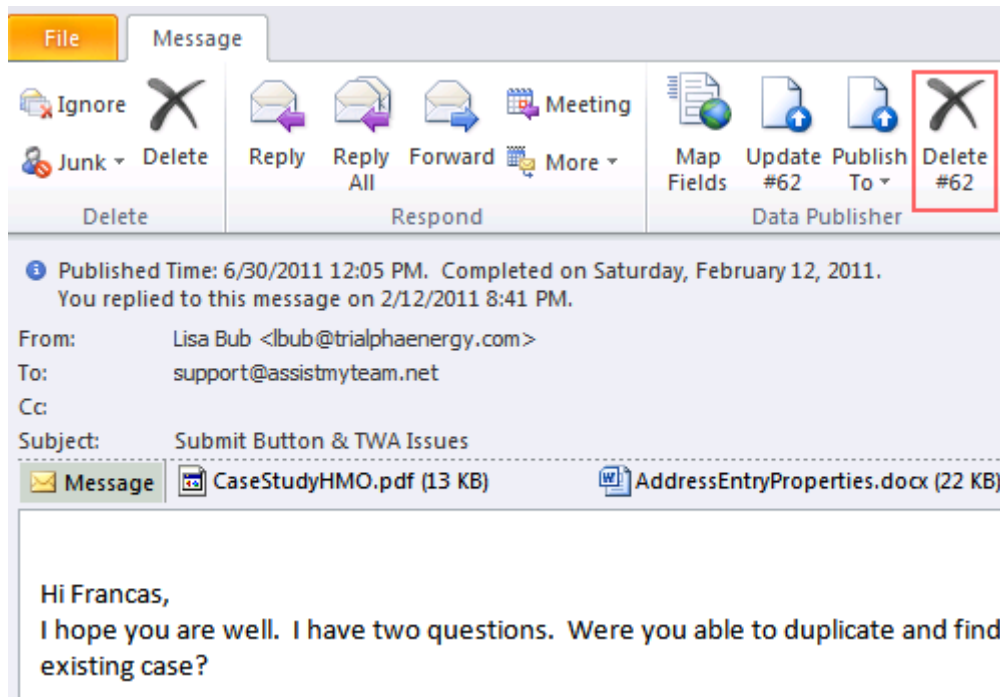 File Message
Ignore
Junk
Delete
Reply
Reply All
Forward
Meeting
More
Map Fields
Update #62
Publish To
Delete #62
Delete Respond Data Publisher
Published Time: 6/30/2011 12:05 PM. Completed on Saturday, February 12, 2011.
You replied to this message on 2/12/2011 8:41 PM.
From: Lisa Bub <lbub@trialphaenergy.com>
To: support@assistmyteam.net
Cc:
Subject: Submit Button & TWA Issues
Message CaseStudyHMO.pdf (13 KB) AddressEntryProperties.docx (22 KB)
Hi Francas,
I hope you are well. I have two questions. Were you able to duplicate and find
existing case?